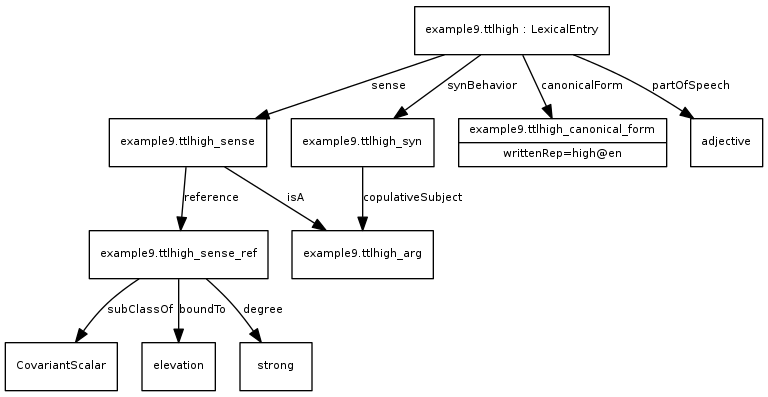 example9.ttlhigh : LexicalEntry
sense
synBehavior
canonicalForm
partOfSpeech
example9.ttlhigh_sense
example9.ttlhigh_syn
example9.ttlhigh_canonical_form
writtenRep=high@en
adjective
reference
isA
copulativeSubject
example9.ttlhigh_sense_ref
example9.ttlhigh_arg
subClassOf
boundTo
degree
CovariantScalar
elevation
strong